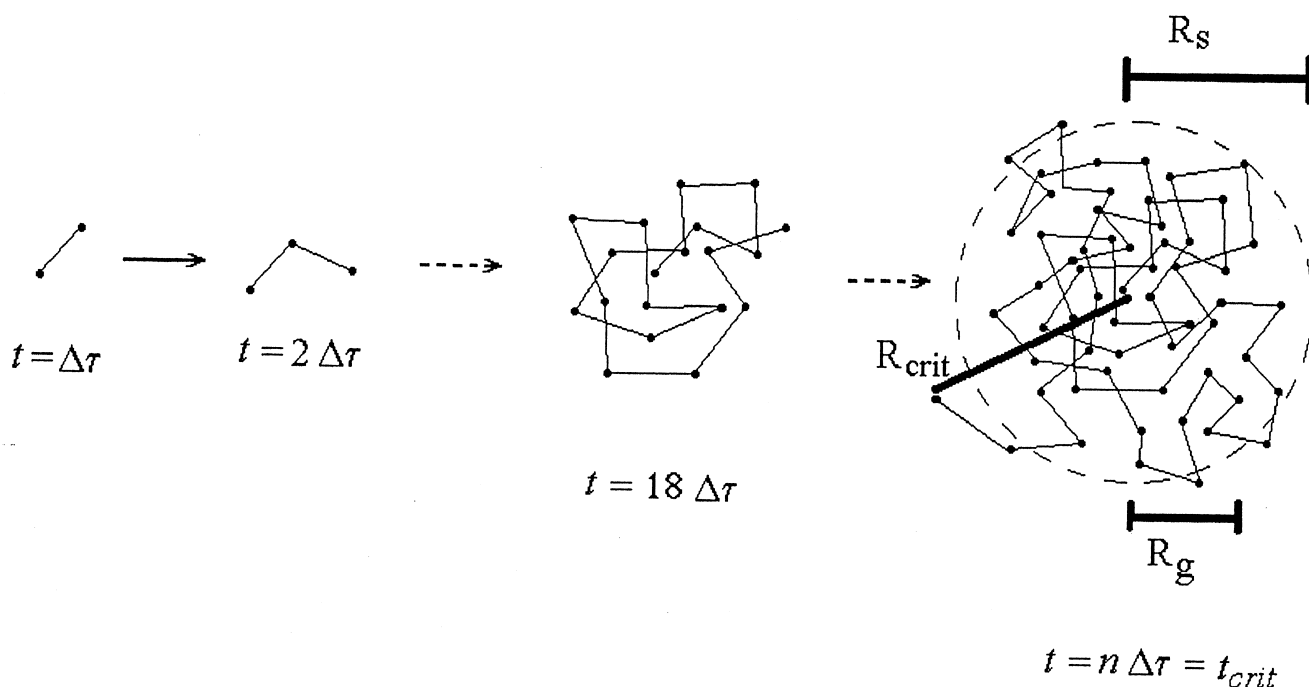 R_s
R_crit
t = Δτ
t = 2 Δτ
t = 18 Δτ
R_g
t = n Δτ = t_crit